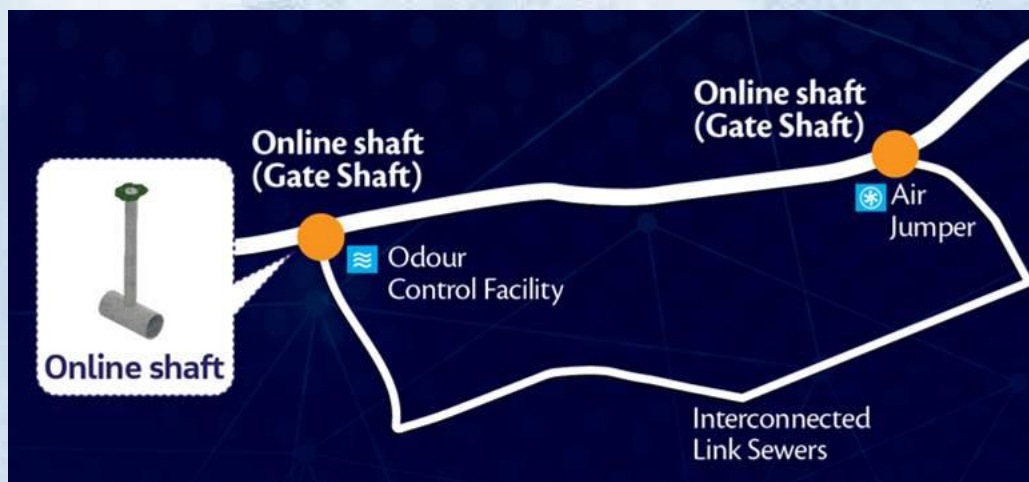 Online shaft
(Gate Shaft)
Air
Jumper
Online shaft
(Gate Shaft)
Odour
Control Facility
Online shaft
Interconnected
Link Sewers